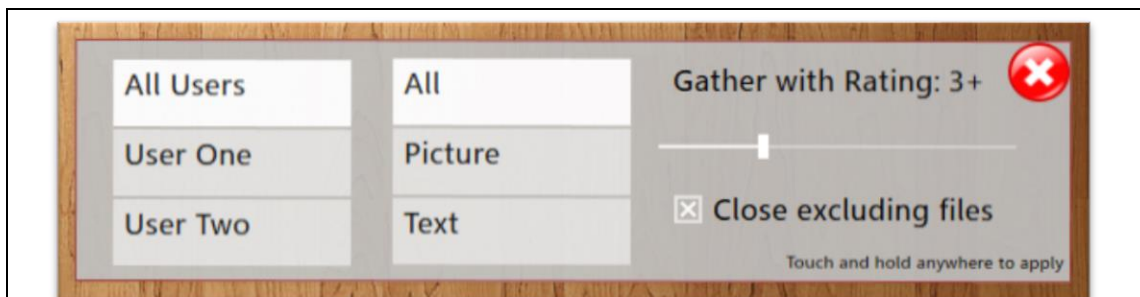 All Users
User One
User Two
All
Picture
Text
Gather with Rating: 3+
Close excluding files
Touch and hold anywhere to apply